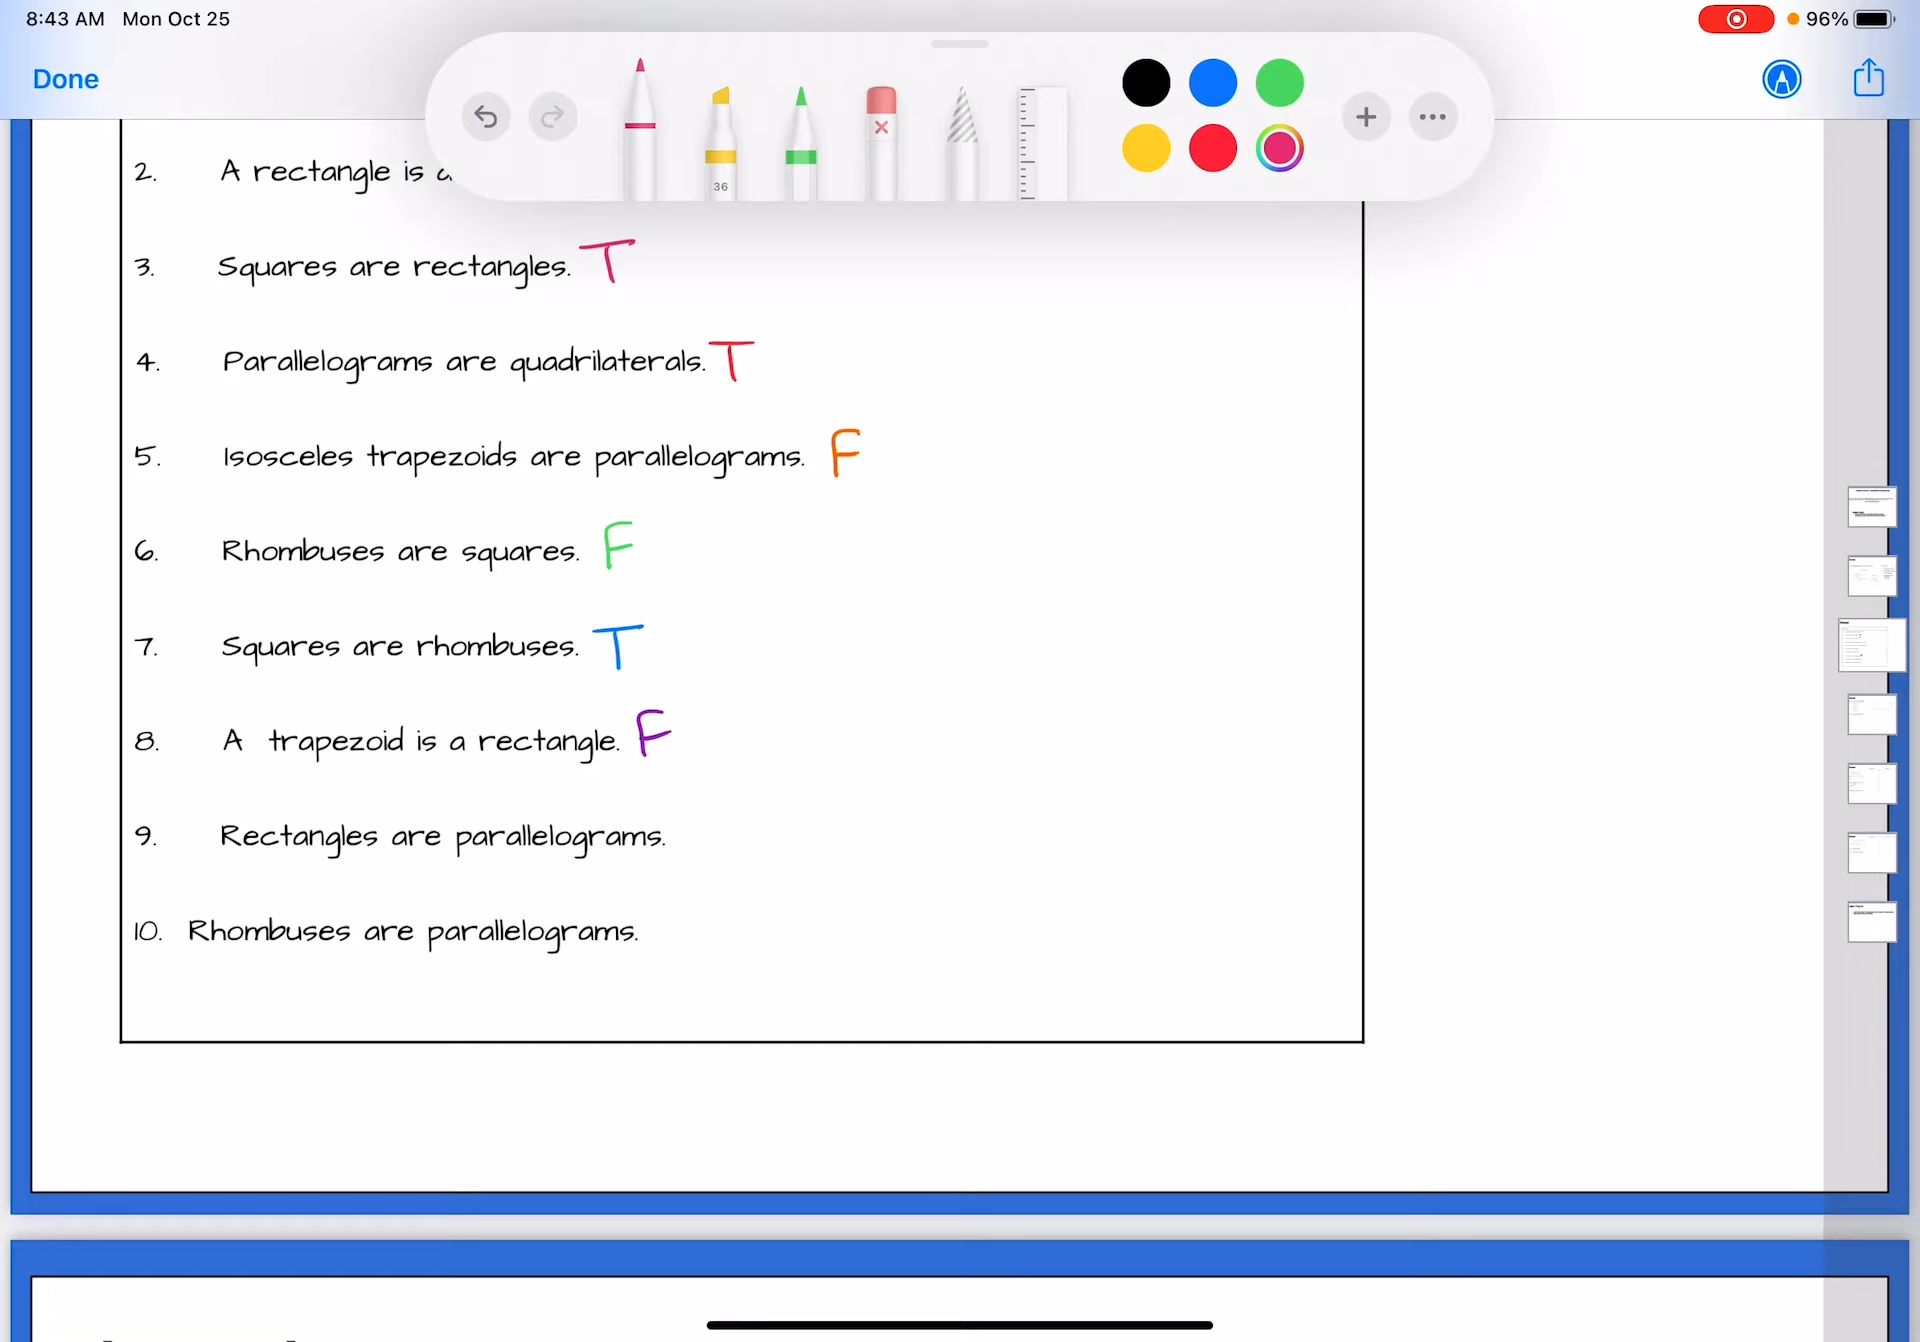 8:43 AM Mon Oct 25
96%
Done
36
2. A rectangle is
3. Squares are rectangles. T
4. Parallelograms are quadrilaterals. T
5. Isosceles trapezoids are parallelograms. F
6. Rhombuses are squares. F
7. Squares are rhombuses. T
8. A trapezoid is a rectangle. F
9. Rectangles are parallelograms.
10. Rhombuses are parallelograms.